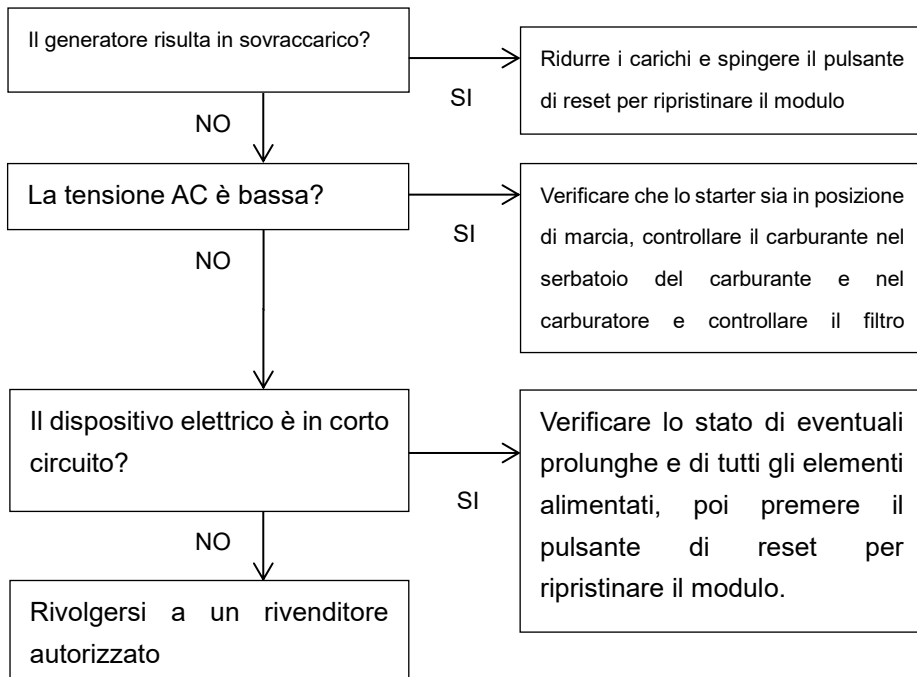 Il generatore risulta in sovraccarico?
SI
Ridurre i carichi e spingere il pulsante
di reset per ripristinare il modulo
NO
La tensione AC è bassa?
SI
Verificare che lo starter sia in posizione
di marcia, controllare il carburante nel
serbatoio del carburante e nel
carburatore e controllare il filtro
NO
Il dispositivo elettrico è in corto
circuito?
SI
Verificare lo stato di eventuali
prolunghe e di tutti gli elementi
alimentati, poi premere il
pulsante di reset per
ripristinare il modulo.
NO
Rivolgersi a un rivenditore
autorizzato